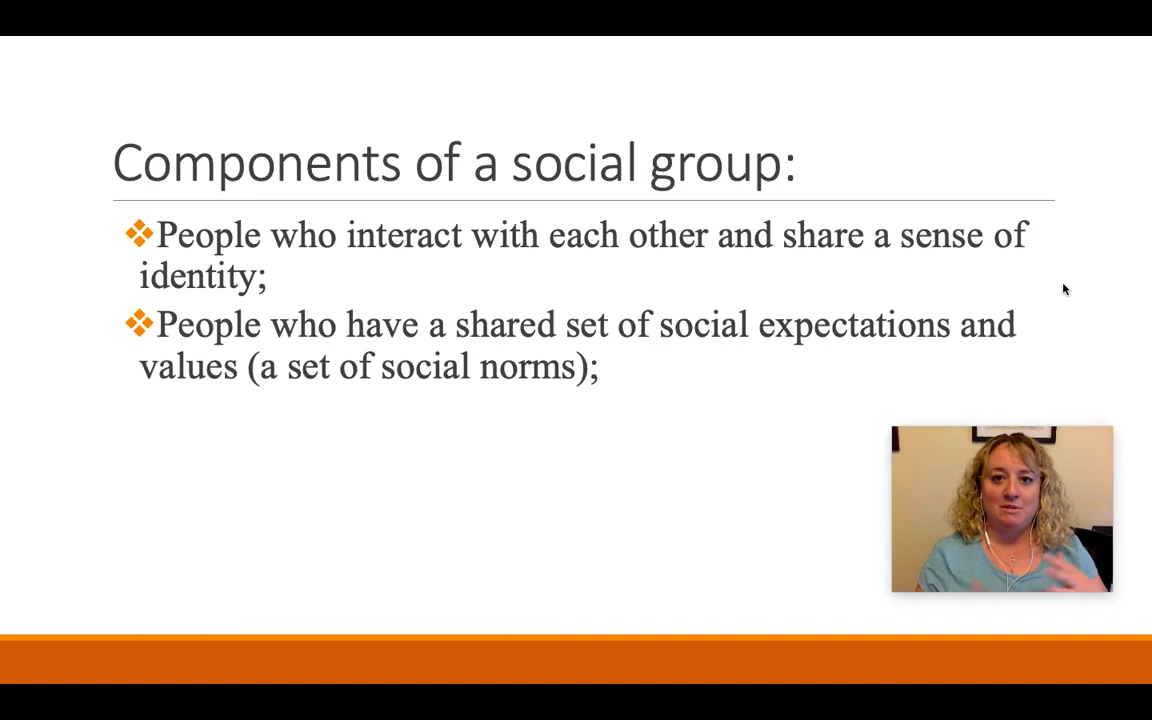 Components of a social group:
❖People who interact with each other and share a sense of
identity;
❖People who have a shared set of social expectations and
values (a set of social norms);